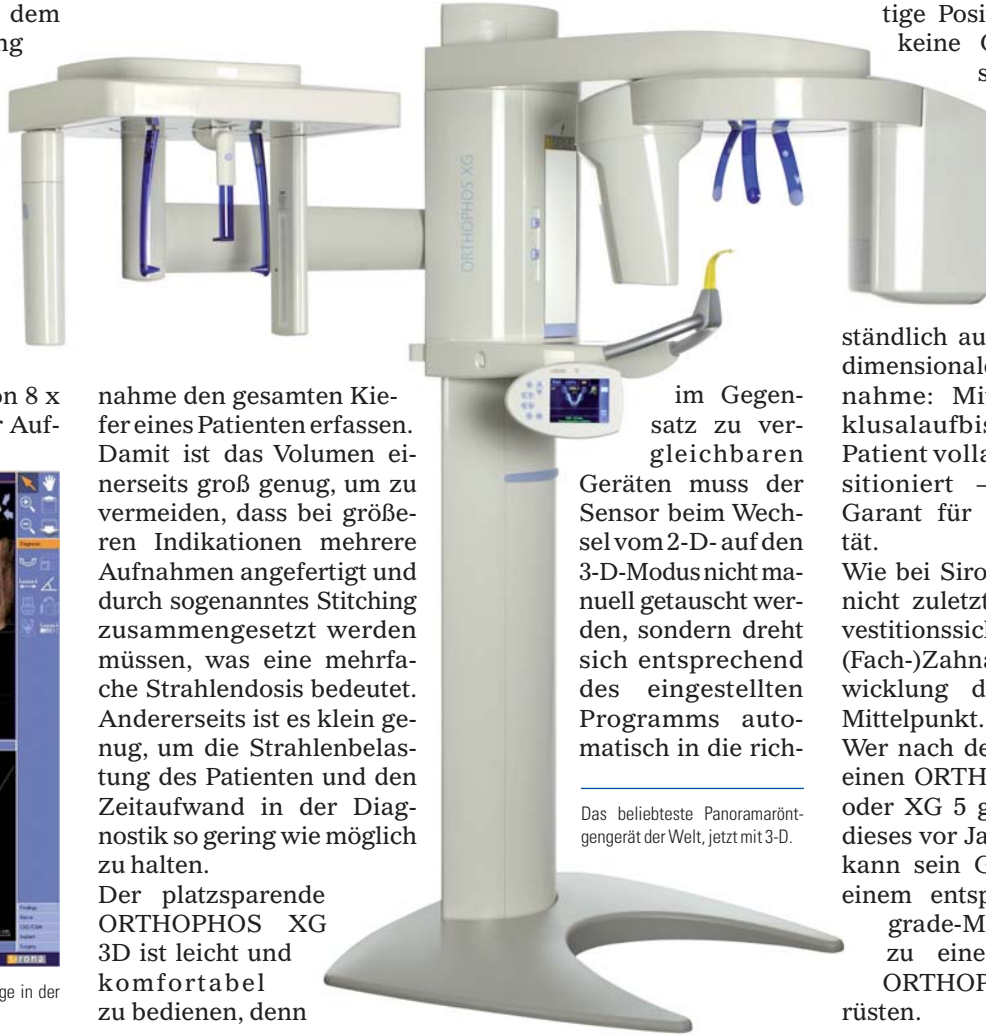 dem
ng
on 8 x
r Auf-
sirona
ge in der
nahme den gesamten Kie-
fer eines Patienten erfassen.
Damit ist das Volumen ei-
nerseits groß genug, um zu
vermeiden, dass bei größe-
ren Indikationen mehrere
Aufnahmen angefertigt und
durch sogenanntes Stitching
zusammengesetzt werden
müssen, was eine mehrfa-
che Strahlendosis bedeutet.
Andererseits ist es klein ge-
nug, um die Strahlenbelas-
tung des Patienten und den
Zeitaufwand in der Diag-
nostik so gering wie möglich
zu halten.
Der platzsparende
ORTHOPHOS XG
3D ist leicht und
komfortabel
zu bedienen, denn
ORTHOPHOS XG
sirona
im Gegen-
satz zu ver-
gleichbaren
Geräten muss der
Sensor beim Wech-
sel vom 2-D- auf den
3-D-Modus nicht ma-
nuell getauscht wer-
den, sondern dreht
sich entsprechend
des eingestellten
Programms auto-
matisch in die rich-
Das beliebteste Panoramarönt-
gengerät der Welt, jetzt mit 3-D.
tige Posi
keine
s
ständlich au
dimensionale
nahme: Mi
klusalaufbis
Patient volla
sitioniert –
Garant für
tät.
Wie bei Siro
nicht zuletzt
vestitionssic
(Fach-)Zahna
wicklung d
Mittelpunkt.
Wer nach de
einen ORTH
oder XG 5 g
dieses vor Ja
kann sein G
einem entsp
grade-M
zu eine
ORTHOP
rüsten.